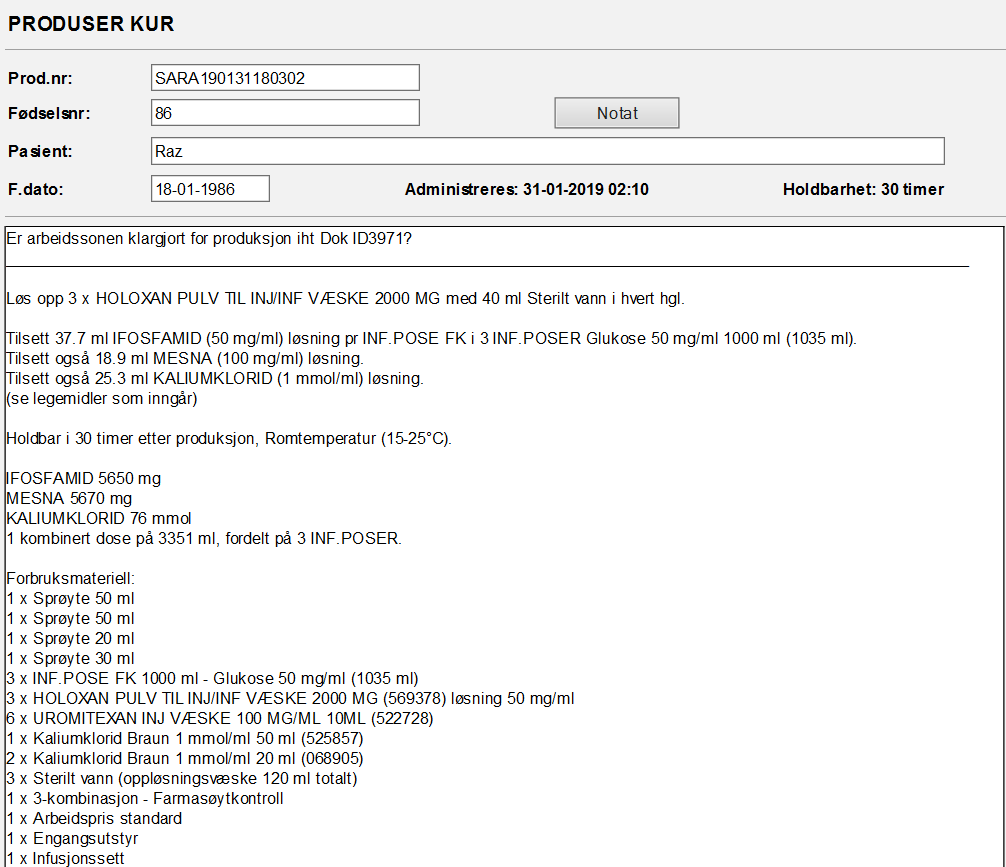 PRODUSER KUR
Prod.nr: SARA190131180302
Fødselsnr: 86 Notat
Pasient: Raz
F.dato: 18-01-1986 Administreres: 31-01-2019 02:10 Holdbarhet: 30 timer
Er arbeidssonen klargjort for produksjon iht Dok ID3971?
Løs opp 3 x HOLOXAN PULV TIL INJ/INF VÆSKE 2000 MG med 40 ml Sterilt vann i hvert hgl.
Tilsett 37.7 ml IFOSFAMID (50 mg/ml) løsning pr INF.POSE FK i 3 INF.POSER Glukose 50 mg/ml 1000 ml (1035 ml).
Tilsett også 18.9 ml MESNA (100 mg/ml) løsning.
Tilsett også 25.3 ml KALIUMKLORID (1 mmol/ml) løsning.
(se legemidler som inngår)
Holdbar i 30 timer etter produksjon, Romtemperatur (15-25°C).
IFOSFAMID 5650 mg
MESNA 5670 mg
KALIUMKLORID 76 mmol
1 kombinert dose på 3351 ml, fordelt på 3 INF.POSER.
Forbruksmateriell:
1 x Sprøyte 50 ml
1 x Sprøyte 50 ml
1 x Sprøyte 20 ml
1 x Sprøyte 30 ml
3 x INF.POSE FK 1000 ml - Glukose 50 mg/ml (1035 ml)
3 x HOLOXAN PULV TIL INJ/INF VÆSKE 2000 MG (569378) løsning 50 mg/ml
6 x UROMITEXAN INJ VÆSKE 100 MG/ML 10ML (522728)
1 x Kaliumklorid Braun 1 mmol/ml 50 ml (525857)
2 x Kaliumklorid Braun 1 mmol/ml 20 ml (068905)
3 x Sterilt vann (oppløsningsvæske 120 ml totalt)
1 x 3-kombinasjon - Farmasøytkontroll
1 x Arbeidspris standard
1 x Engangsutstyr
1 x Infusjonssett